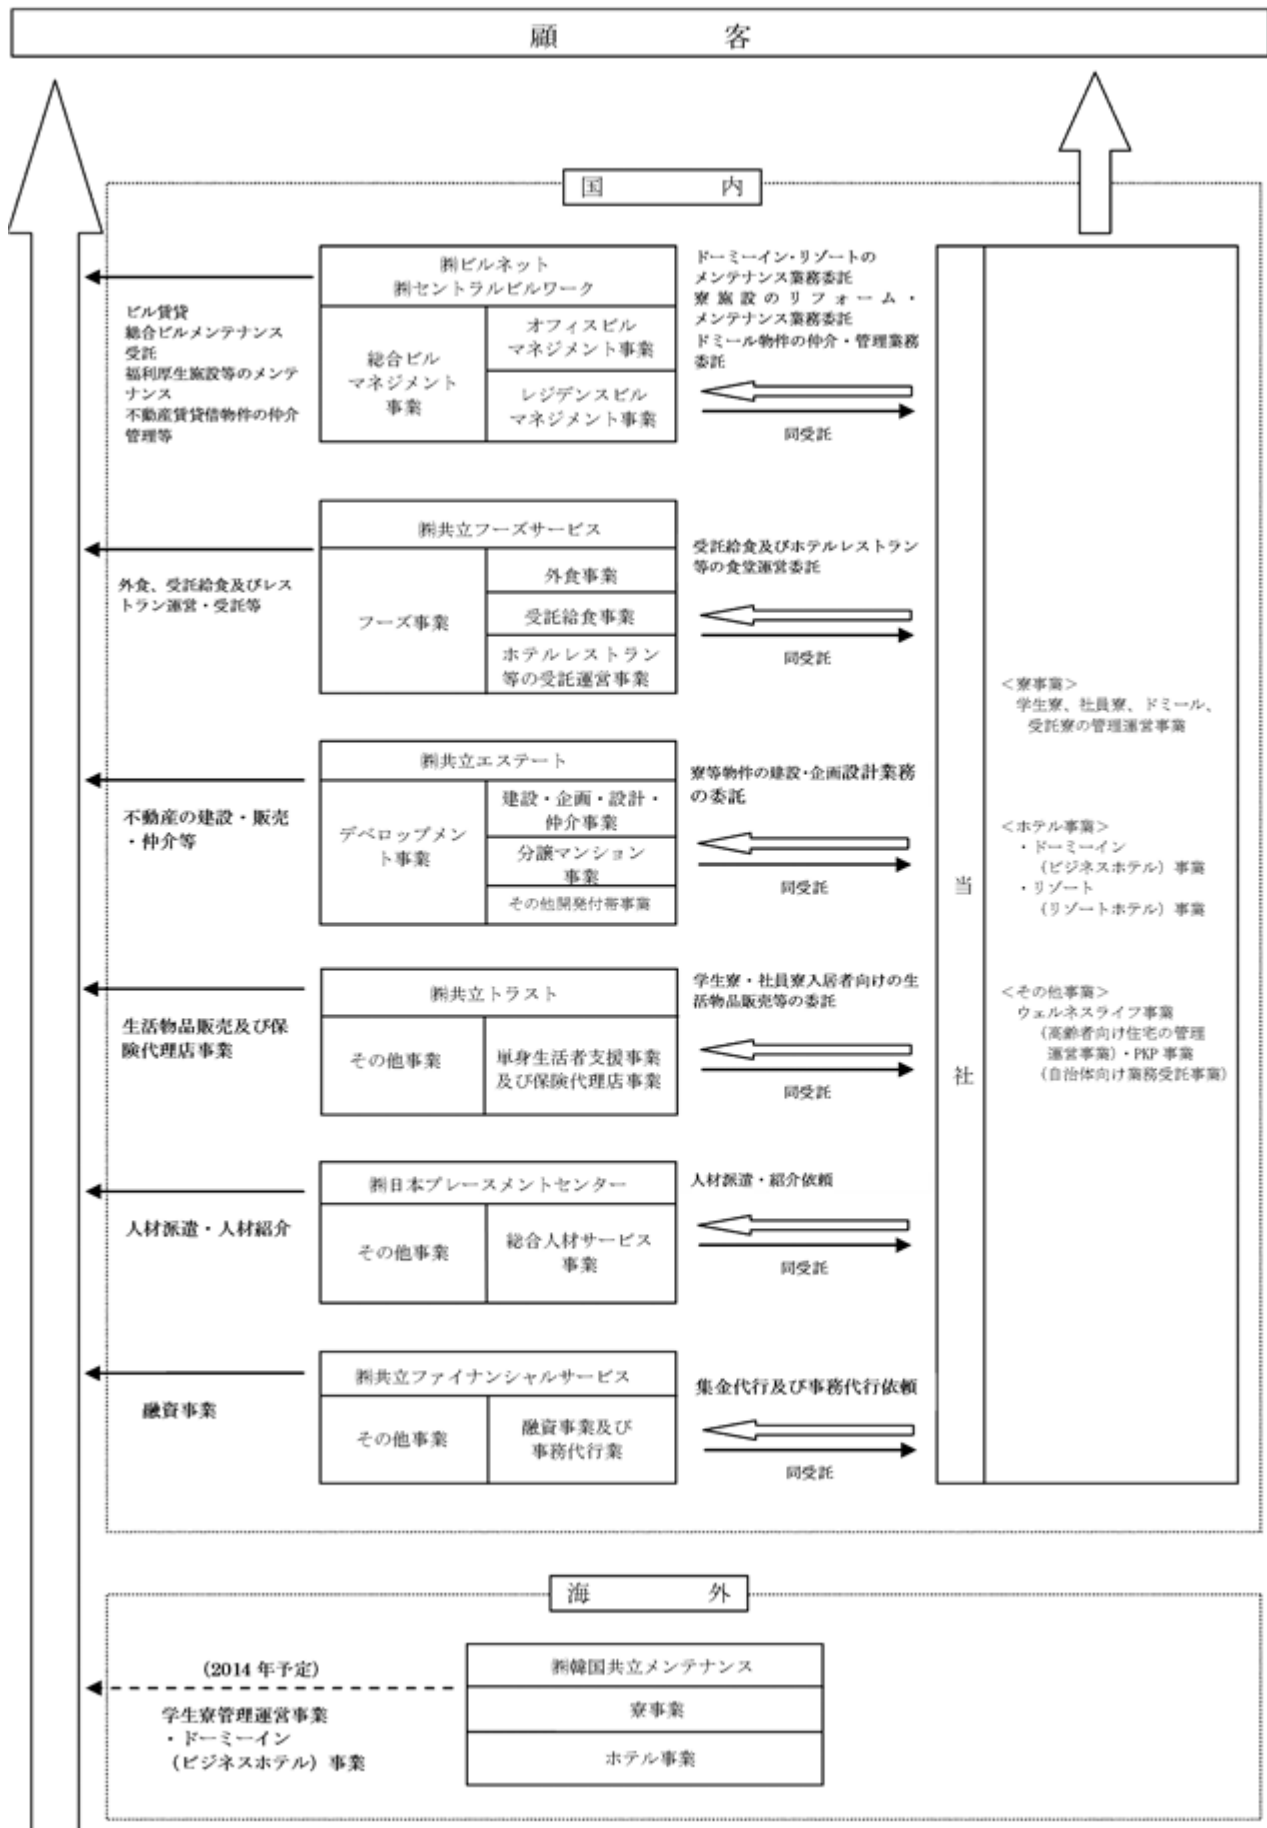 顧客
国内
㈱ビルネット
㈱セントラルビルワーク
総合ビル
マネジメント
事業
オフィスビル
マネジメント事業
レジデンスビル
マネジメント事業
ビル賃貸
総合ビルメンテナンス
受託
福利厚生施設等のメンテ
ナンス
不動産賃貸借物件の仲介
管理等
ドーミーイン・リゾートの
メンテナンス業務委託
寮施設のリフォーム・
メンテナンス業務委託
ドミール物件の仲介・管理業務
委託
同受託
㈱共立フーズサービス
フーズ事業
外食事業
受託給食事業
ホテルレストラン
等の受託運営事業
外食、受託給食及びレス
トラン運営・受託等
受託給食及びホテルレストラン
等の食堂運営委託
同受託
㈱共立エステート
デベロップメン
ト事業
建設・企画・設計・
仲介事業
分譲マンション
事業
その他開発付帯事業
不動産の建設・販売
・仲介等
寮等物件の建設・企画設計業務
の委託
同受託
㈱共立トラスト
その他事業
単身生活者支援事業
及び保険代理店事業
生活物品販売及び保
険代理店事業
学生寮・社員寮入居者向けの生
活物品販売等の委託
同受託
㈱日本プレースメントセンター
その他事業
総合人材サービス
事業
人材派遣・人材紹介
人材派遣・紹介依頼
同受託
㈱共立ファイナンシャルサービス
その他事業
融資事業及び
事務代行業
融資事業
集金代行及び事務代行依頼
同受託
当社
＜寮事業＞
学生寮、社員寮、ドミール、
受託寮の管理運営事業
＜ホテル事業＞
・ドーミーイン
（ビジネスホテル）事業
・リゾート
（リゾートホテル）事業
＜その他事業＞
ウェルネスライフ事業
（高齢者向け住宅の管理
運営事業）・PKP 事業
（自治体向け業務受託事業）
海外
㈱韓国共立メンテナンス
寮事業
ホテル事業
（2014 年予定）
学生寮管理運営事業
・ドーミーイン
（ビジネスホテル）事業